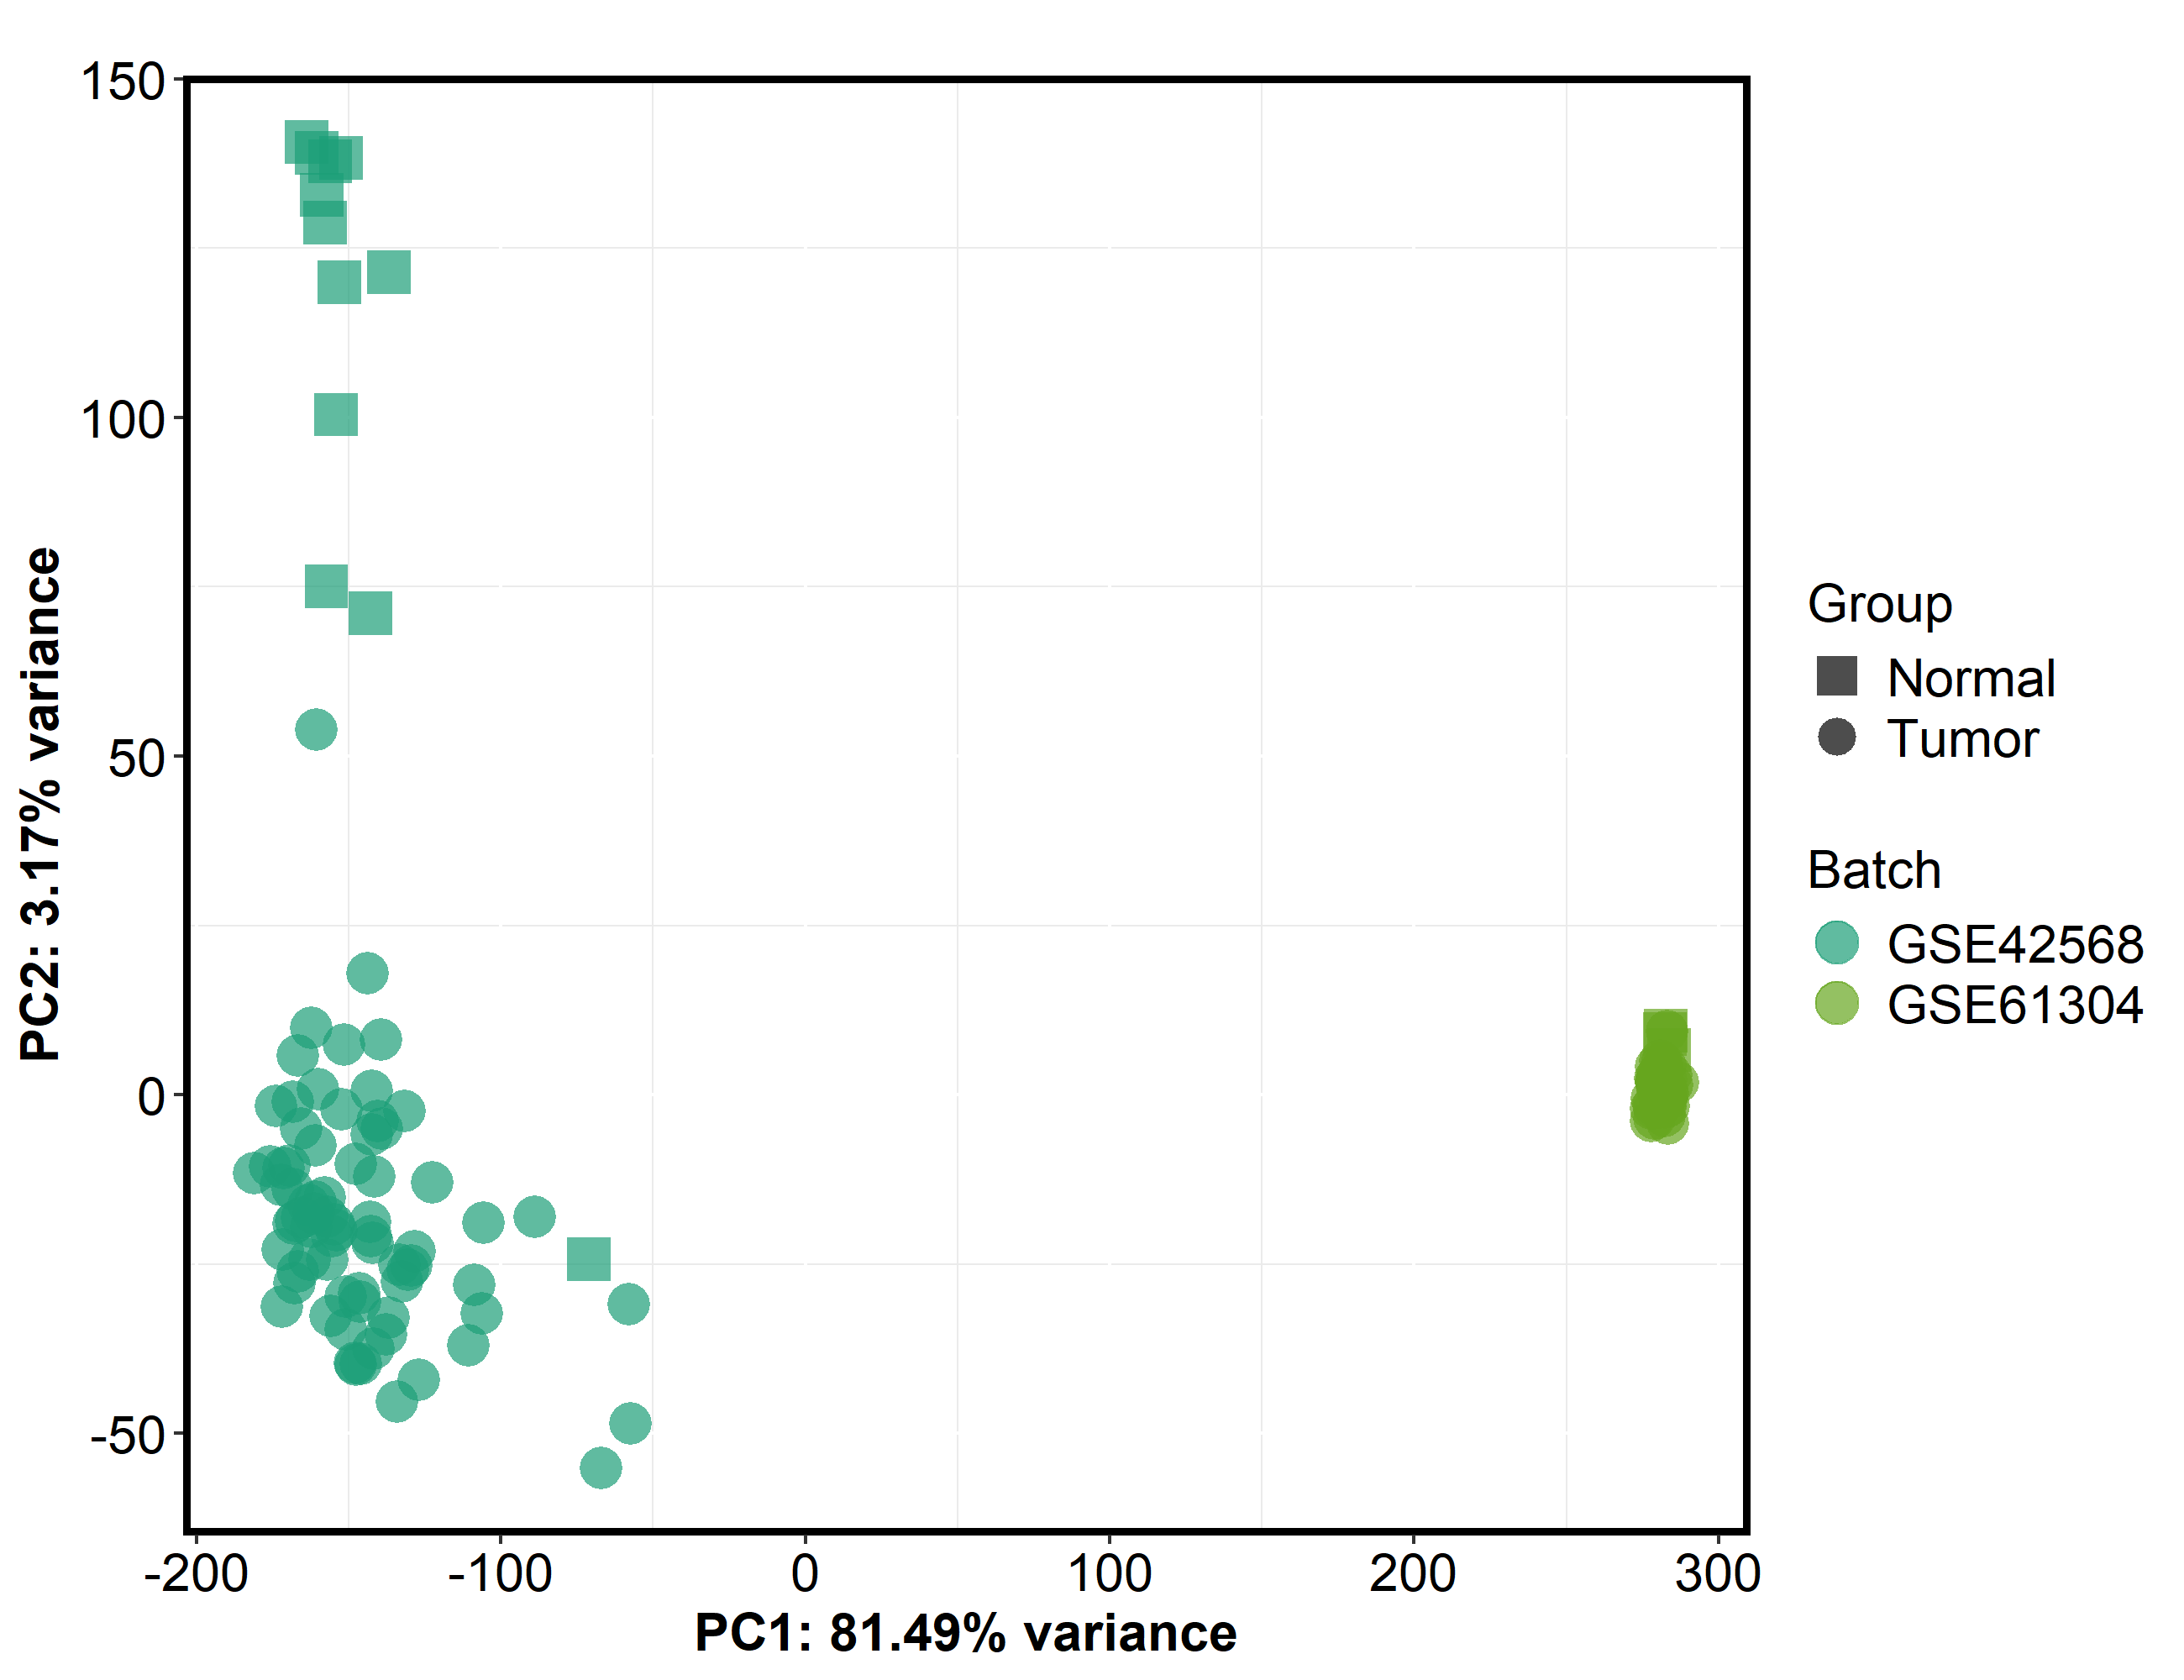 150
100
50
0
-50
PC2: 3.17% variance
-200 -100 0 100 200 300
PC1: 81.49% variance
Group
Normal
Tumor
Batch
GSE42568
GSE61304